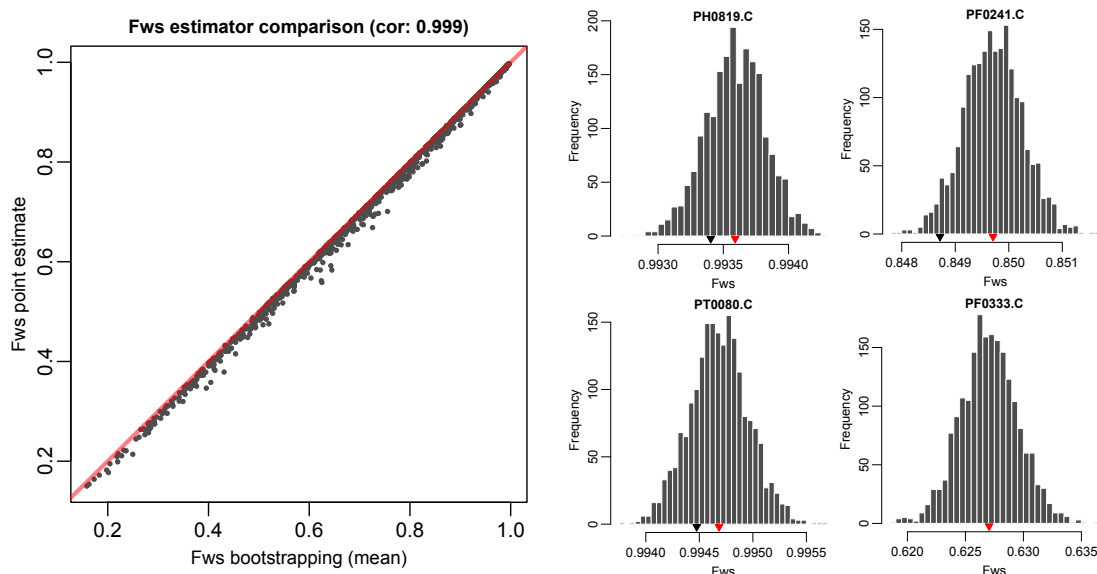 Fws estimator comparison (cor: 0.999)
Fws point estimate
0.2
0.4
0.6
0.8
1.0
0.2 0.4 0.6 0.8 1.0
Fws bootstrapping (mean)
PH0819.C
Frequency
0
50
100
150
200
0.9930 0.9935 0.9940
Fws
PF0241.C
Frequency
0
50
100
150
0.848 0.849 0.850 0.851
Fws
PT0080.C
Frequency
0
50
100
150
0.9940 0.9945 0.9950 0.9955
Fws
PF0333.C
Frequency
0
50
100
150
0.620 0.625 0.630 0.635
Fws